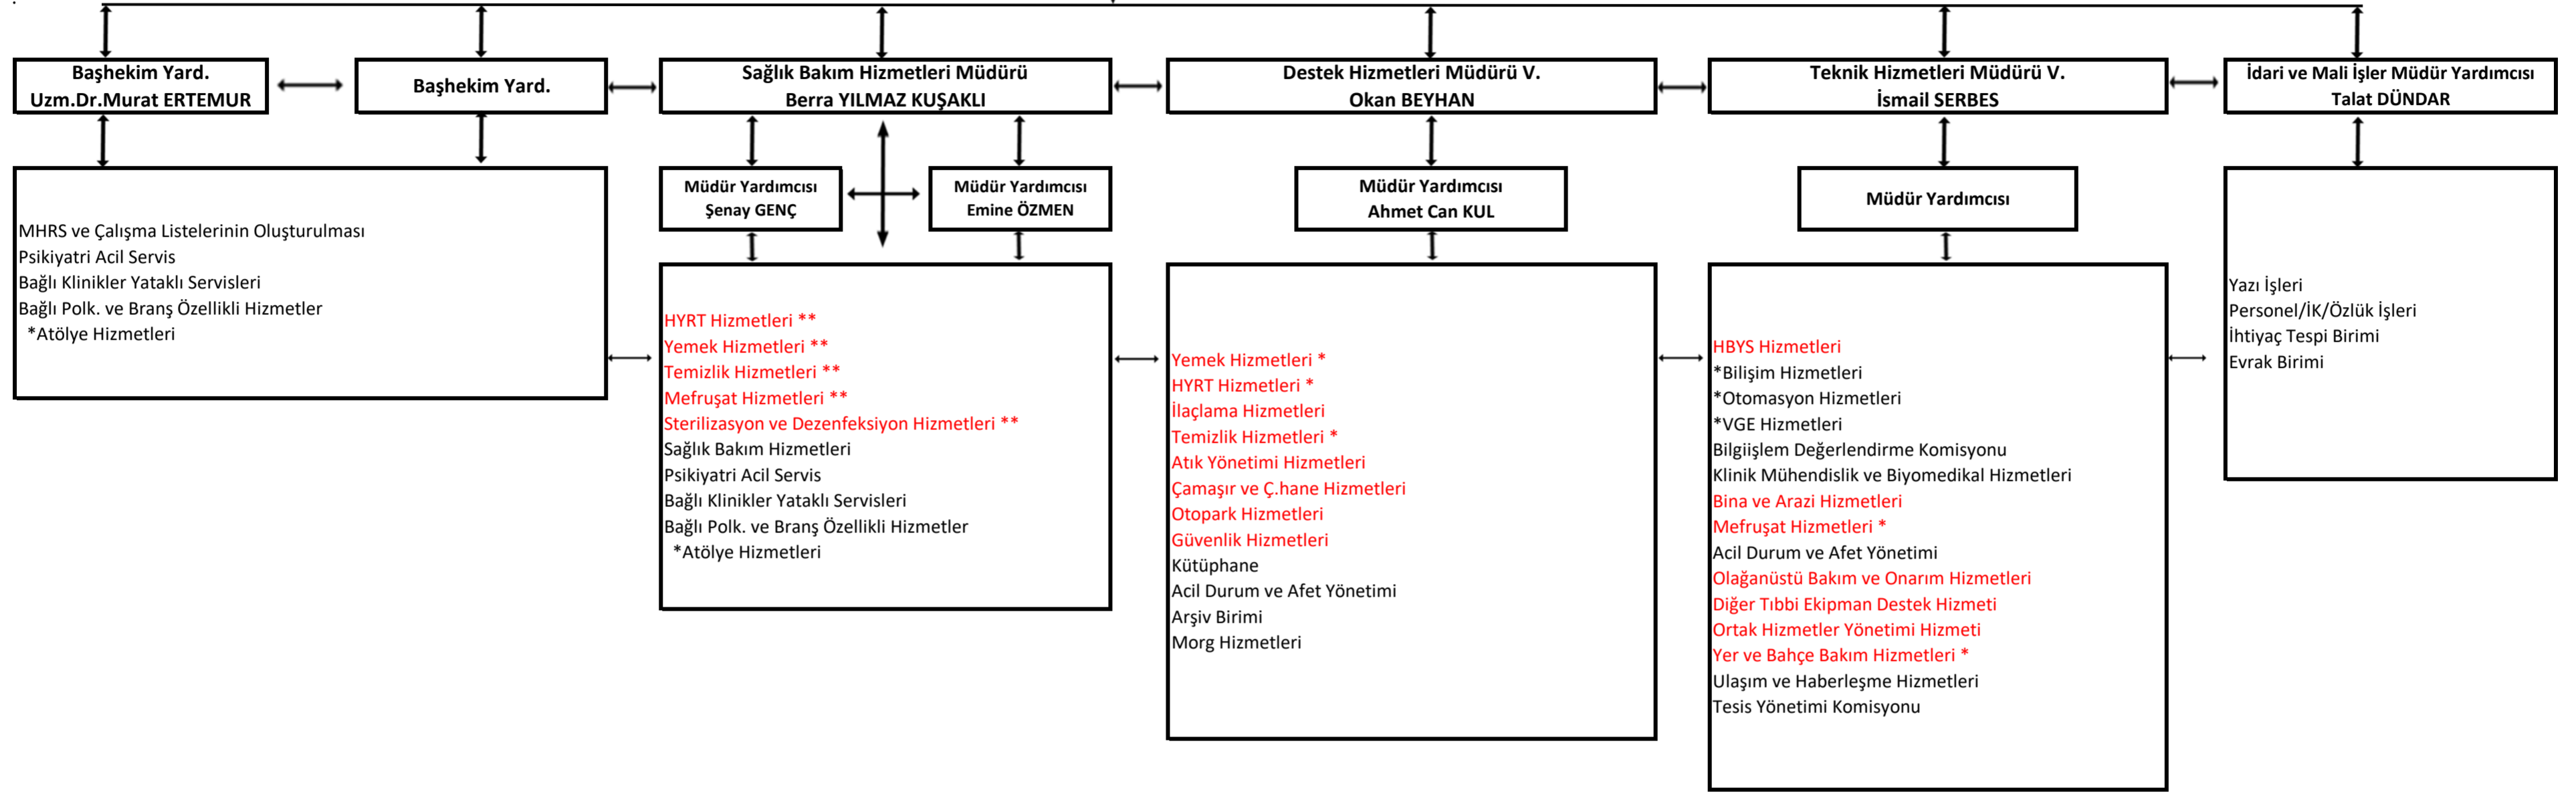 Başhekim Yard.
Uzm.Dr.Murat ERTEMUR
Başhekim Yard.
Sağlık Bakım Hizmetleri Müdürü
Berra YILMAZ KUŞAKLI
Destek Hizmetleri Müdürü V.
Okan BEYHAN
Teknik Hizmetleri Müdürü V.
İsmail SERBES
İdari ve Mali İşler Müdür Yardımcısı
Talat DÜNDAR
Müdür Yardımcısı
Şenay GENÇ
Müdür Yardımcısı
Emine ÖZMEN
Müdür Yardımcısı
Ahmet Can KUL
Müdür Yardımcısı
MHRS ve Çalışma Listelerinin Oluşturulması
Psikiyatri Acil Servis
Bağlı Klinikler Yataklı Servisleri
Bağlı Polk. ve Branş Özellikli Hizmetler
*Atölye Hizmetleri
HYRT Hizmetleri **
Yemek Hizmetleri **
Temizlik Hizmetleri **
Mefruşat Hizmetleri **
Sterilizasyon ve Dezenfeksiyon Hizmetleri **
Sağlık Bakım Hizmetleri
Psikiyatri Acil Servis
Bağlı Klinikler Yataklı Servisleri
Bağlı Polk. ve Branş Özellikli Hizmetler
*Atölye Hizmetleri
Yemek Hizmetleri *
HYRT Hizmetleri *
İlaçlama Hizmetleri
Temizlik Hizmetleri *
Atık Yönetimi Hizmetleri
Çamaşır ve Ç.hane Hizmetleri
Otopark Hizmetleri
Güvenlik Hizmetleri
Kütüphane
Acil Durum ve Afet Yönetimi
Arşiv Birimi
Morg Hizmetleri
HBYS Hizmetleri
*Bilişim Hizmetleri
*Otomasyon Hizmetleri
*VGE Hizmetleri
Bilgiişlem Değerlendirme Komisyonu
Klinik Mühendislik ve Biyomedikal Hizmetleri
Bina ve Arazi Hizmetleri
Mefruşat Hizmetleri *
Acil Durum ve Afet Yönetimi
Olağanüstü Bakım ve Onarım Hizmetleri
Diğer Tıbbi Ekipman Destek Hizmeti
Ortak Hizmetler Yönetimi Hizmeti
Yer ve Bahçe Bakım Hizmetleri *
Ulaşım ve Haberleşme Hizmetleri
Tesis Yönetimi Komisyonu
Yazı İşleri
Personel/İK/Özlük İşleri
İhtiyaç Tespi Birimi
Evrak Birimi